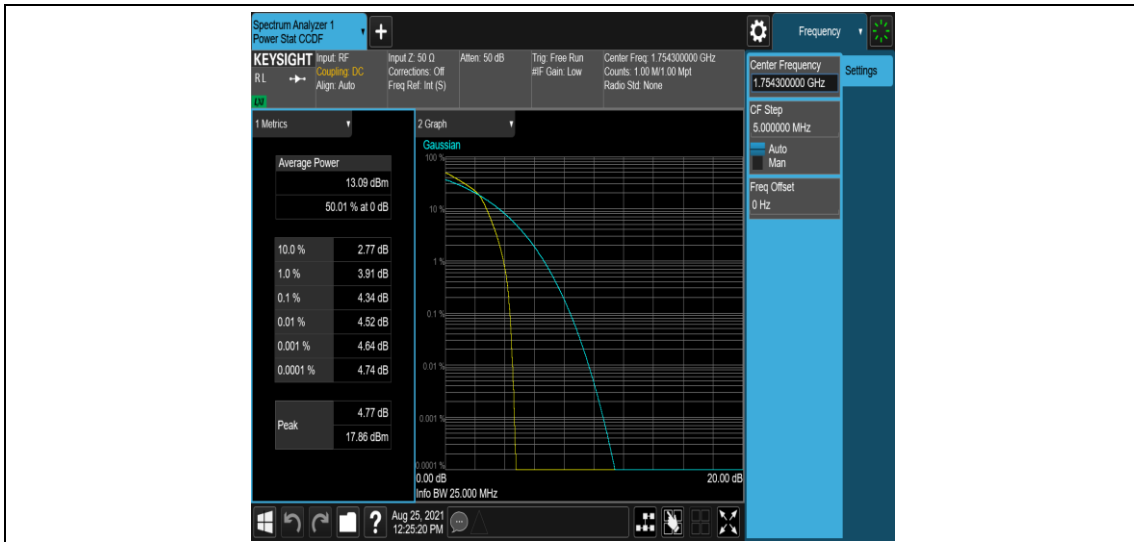 Spectrum Analyzer 1
Power Stat CCDF
+
Frequency
KEYSIGHT
RL
LXI
Input: RF
Coupling: DC
Align: Auto
Input Z: 50 Ω
Corrections: Off
Freq Ref: Int (S)
Atten: 50 dB
Trig: Free Run
#IF Gain: Low
Center Freq: 1.754300000 GHz
Counts: 1.00 M/1.00 Mpt
Radio Std: None
Center Frequency
1.754300000 GHz
Settings
CF Step
5.000000 MHz
Auto
Man
Freq Offset
0 Hz
1 Metrics
Average Power
13.09 dBm
50.01 % at 0 dB
10.0 % 2.77 dB
1.0 % 3.91 dB
0.1 % 4.34 dB
0.01 % 4.52 dB
0.001 % 4.64 dB
0.0001 % 4.74 dB
Peak
4.77 dB
17.86 dBm
2 Graph
Gaussian
100 %
10 %
1 %
0.1 %
0.01 %
0.001 %
0.0001 %
0.00 dB 20.00 dB
Info BW 25.000 MHz
?
Aug 25, 2021
12:25:20 PM